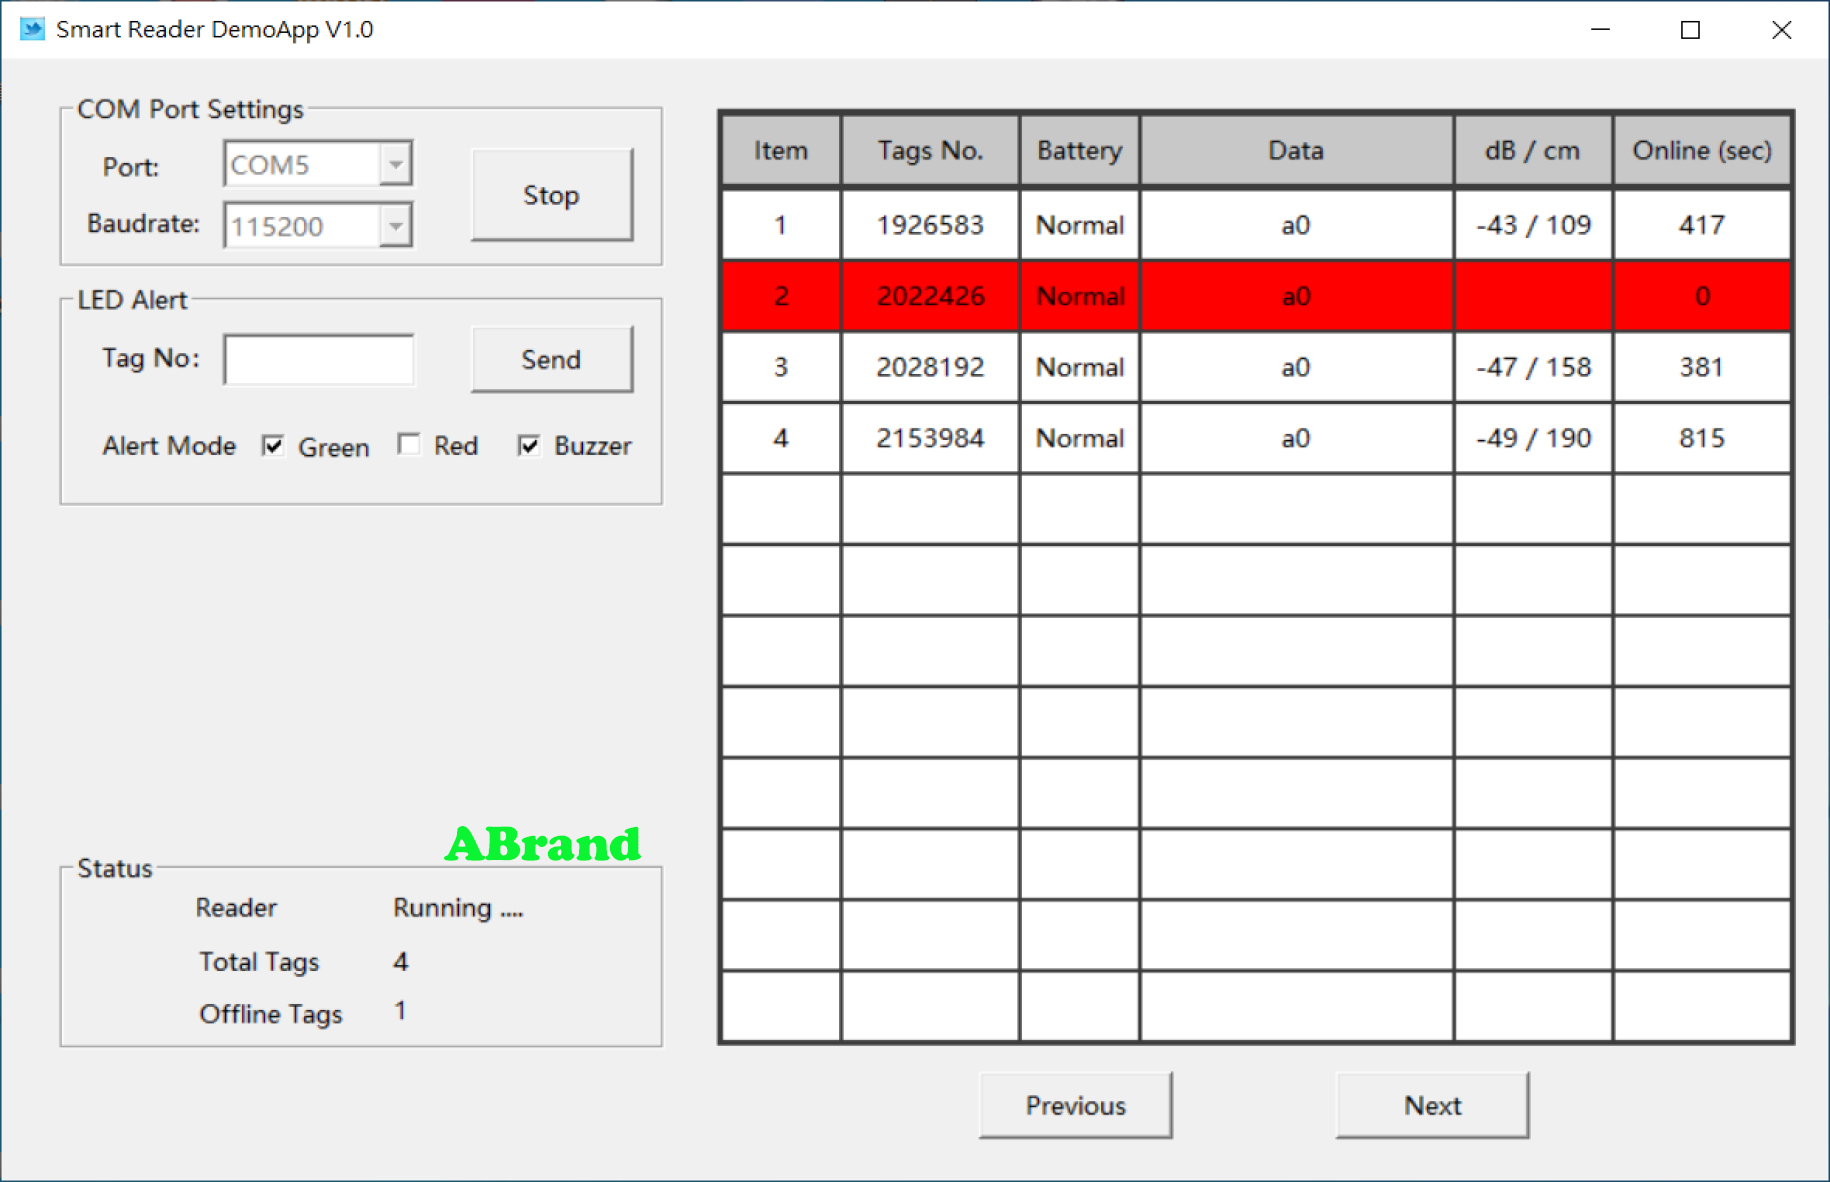 Smart Reader DemoApp V1.0
COM Port Settings
Port: COM5
Baudrate: 115200
Stop
LED Alert
Tag No:
Send
Alert Mode Green Red Buzzer
ABrand
Status
Reader Running ....
Total Tags 4
Offline Tags 1
Item Tags No. Battery Data dB / cm Online (sec)
1 1926583 Normal a0 -43 / 109 417
2 2022426 Normal a0 0
3 2028192 Normal a0 -47 / 158 381
4 2153984 Normal a0 -49 / 190 815
Previous Next